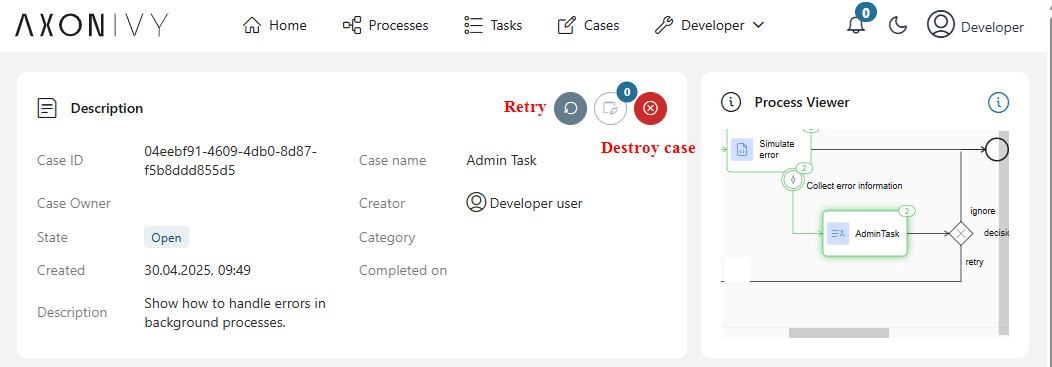 AXONIVY
Home
Processes
Tasks
Cases
Developer
0
Developer
Description
Retry
0
Destroy case
Case ID
04eebf91-4609-4db0-8d87-
f5b8ddd855d5
Case name
Admin Task
Case Owner
Creator
Developer user
State
Open
Category
Created
30.04.2025, 09:49
Completed on
Description
Show how to handle errors in
background processes.
Process Viewer
Simulate
error
2
Collect error information
2
AdminTask
ignore
decisio
retry